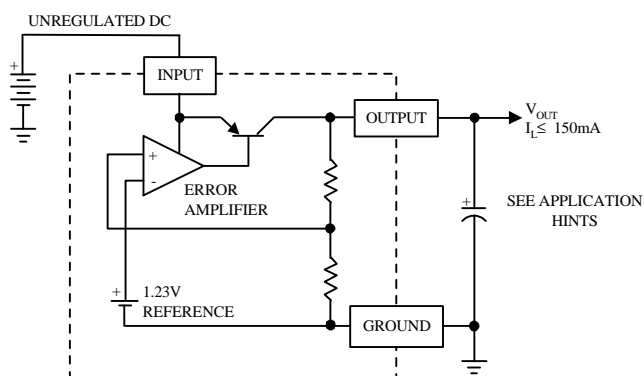 UNREGULATED DC
+
INPUT
OUTPUT
V_OUT
I_L≤ 150mA
+
-
ERROR
AMPLIFIER
+
SEE APPLICATION
HINTS
+
1.23V
REFERENCE
GROUND